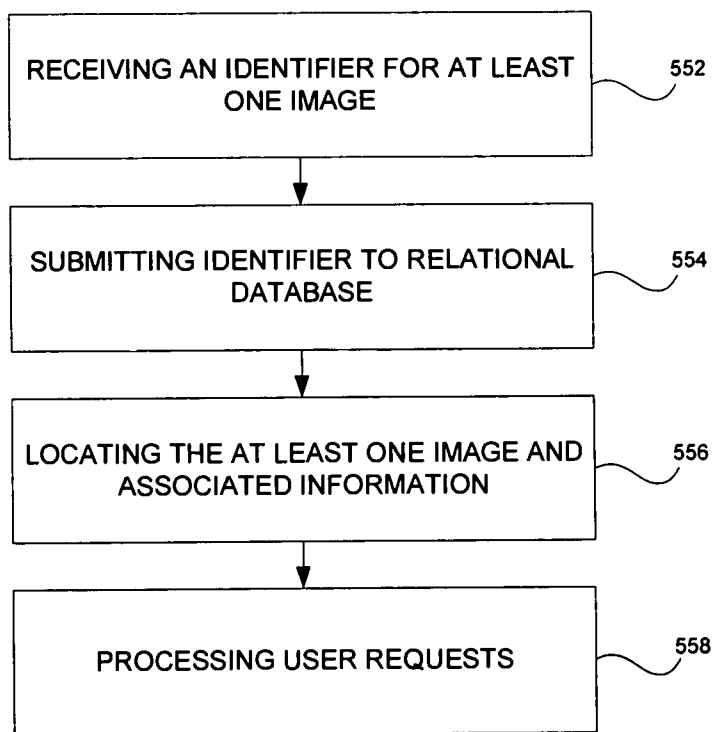 RECEIVING AN IDENTIFIER FOR AT LEAST
ONE IMAGE
552
SUBMITTING IDENTIFIER TO RELATIONAL
DATABASE
554
LOCATING THE AT LEAST ONE IMAGE AND
ASSOCIATED INFORMATION
556
PROCESSING USER REQUESTS
558